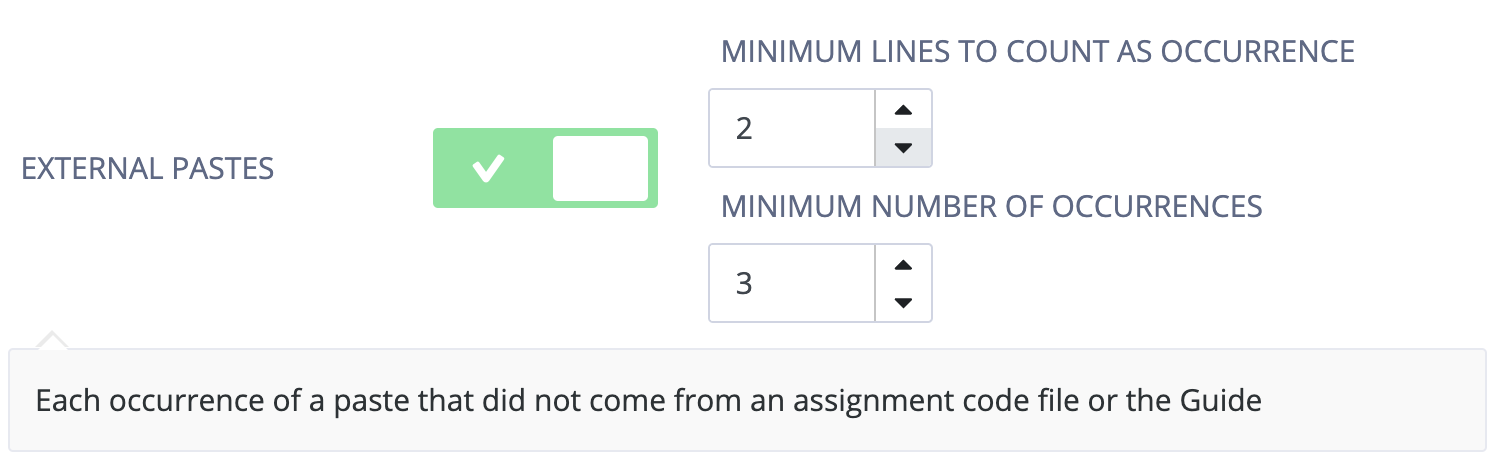 MINIMUM LINES TO COUNT AS OCCURRENCE
2
EXTERNAL PASTES
MINIMUM NUMBER OF OCCURRENCES
3
Each occurrence of a paste that did not come from an assignment code file or the Guide